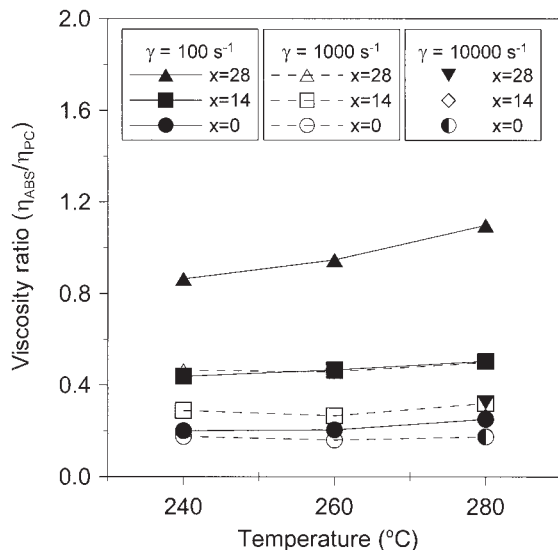 2.0
1.6
1.2
0.8
0.4
0.0
Viscosity ratio (ηABS/ηPC)
γ = 100 s⁻¹
x=28
x=14
x=0
γ = 1000 s⁻¹
x=28
x=14
x=0
γ = 10000 s⁻¹
x=28
x=14
x=0
240
260
280
Temperature (ºC)